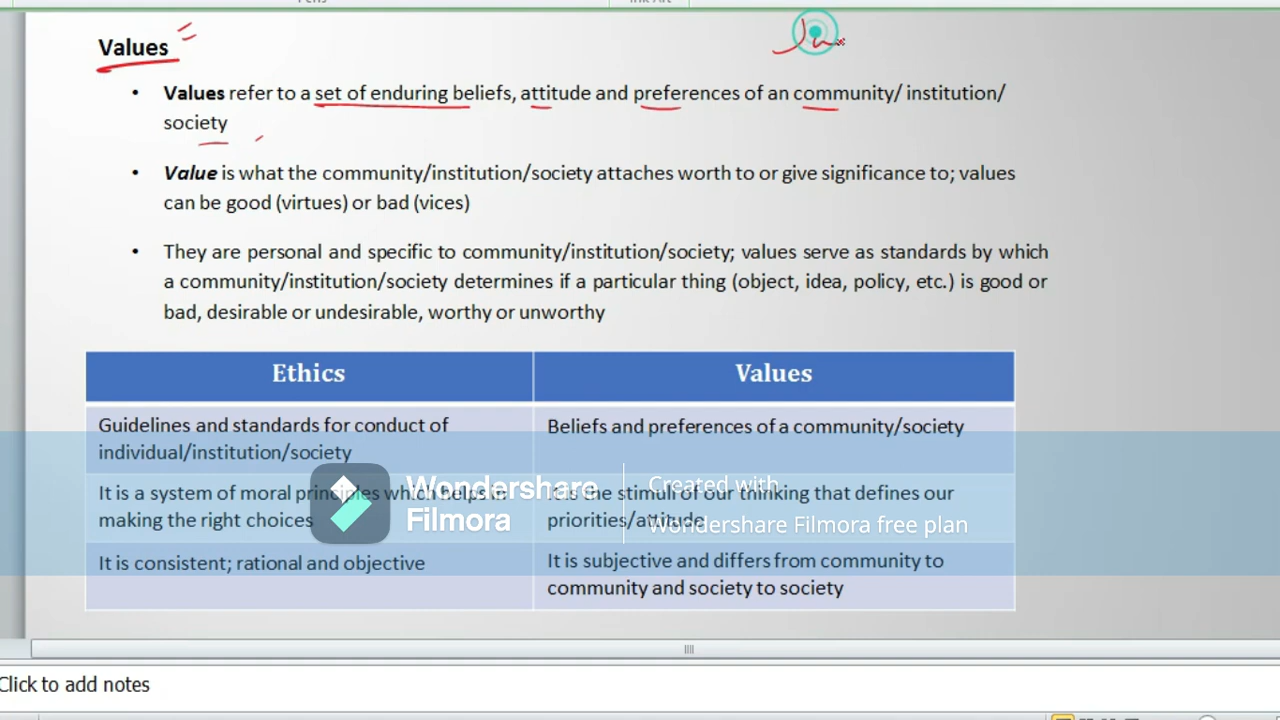 Values
• Values refer to a set of enduring beliefs, attitude and preferences of an community/ institution/
society
• Value is what the community/institution/society attaches worth to or give significance to; values
can be good (virtues) or bad (vices)
• They are personal and specific to community/institution/society; values serve as standards by which
a community/institution/society determines if a particular thing (object, idea, policy, etc.) is good or
bad, desirable or undesirable, worthy or unworthy
Ethics
Values
Guidelines and standards for conduct of
individual/institution/society
Beliefs and preferences of a community/society
It is a system of moral principles which helps in
making the right choices
It is the stimuli of our thinking that defines our
priorities/attitude
It is consistent; rational and objective
It is subjective and differs from community to
community and society to society
Wondershare
Filmora
Created with
Wondershare Filmora free plan
Click to add notes